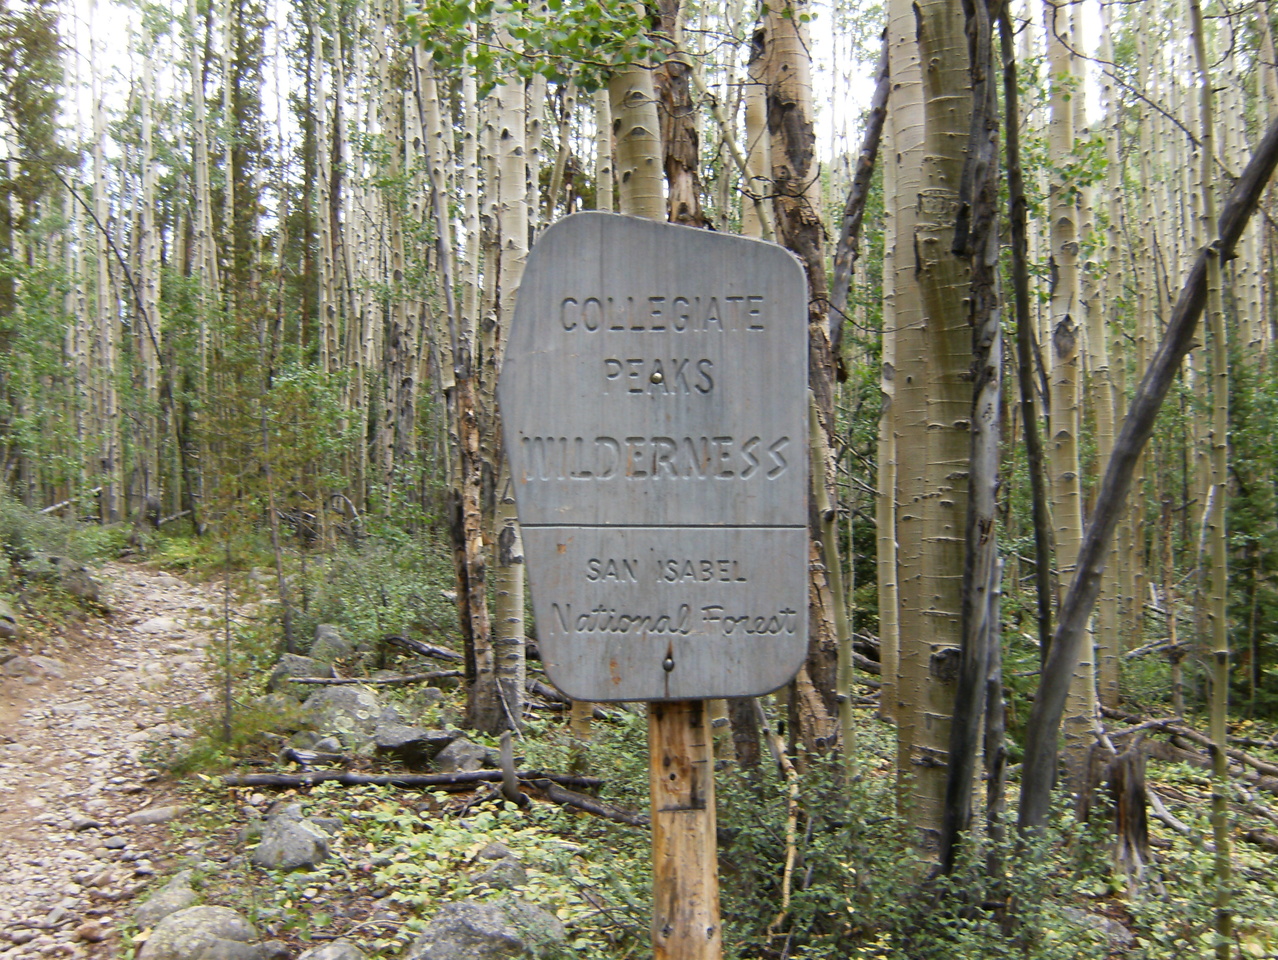 COLLEGIATE
PEAKS
WILDERNESS
SAN ISABEL
National Forest